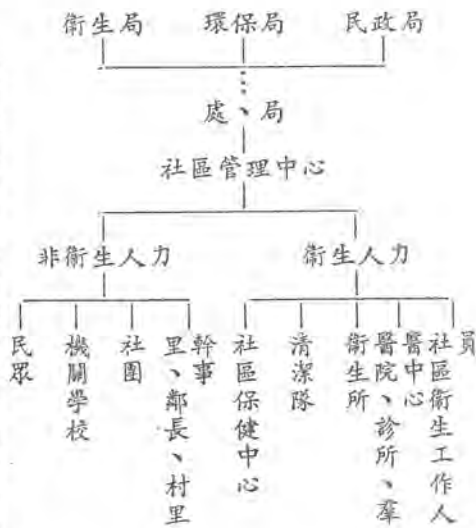 衛生局
環保局
民政局
處、局
社區管理中心
非衛生人力
衛生人力
民眾
機關學校
社團
里、鄰長、村里
幹事
社區保健中心
清潔隊
衛生所
醫院、診所、羣
醫中心
社區衛生工作人
員